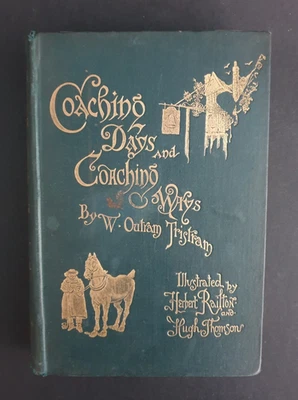 Coaching
Days
and
Coaching
Ways
By W. Outram Tristram
Illustrated by
Herbert Railton
and
Hugh Thomson